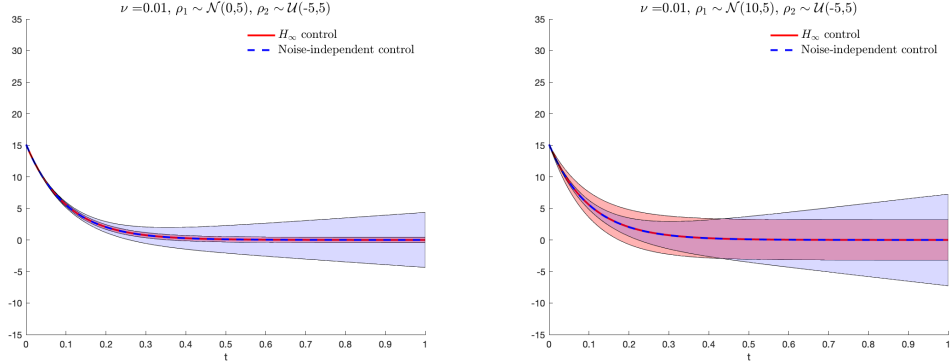 ν =0.01, ρ₁ ∼ 𝒩(0,5), ρ₂ ∼ 𝒰(-5,5)
H∞ control
Noise-independent control
35
30
25
20
15
10
5
0
-5
-10
-15
0 0.1 0.2 0.3 0.4 0.5 0.6 0.7 0.8 0.9 1
t
ν =0.01, ρ₁ ∼ 𝒩(10,5), ρ₂ ∼ 𝒰(-5,5)
H∞ control
Noise-independent control
35
30
25
20
15
10
5
0
-5
-10
-15
0 0.1 0.2 0.3 0.4 0.5 0.6 0.7 0.8 0.9 1
t